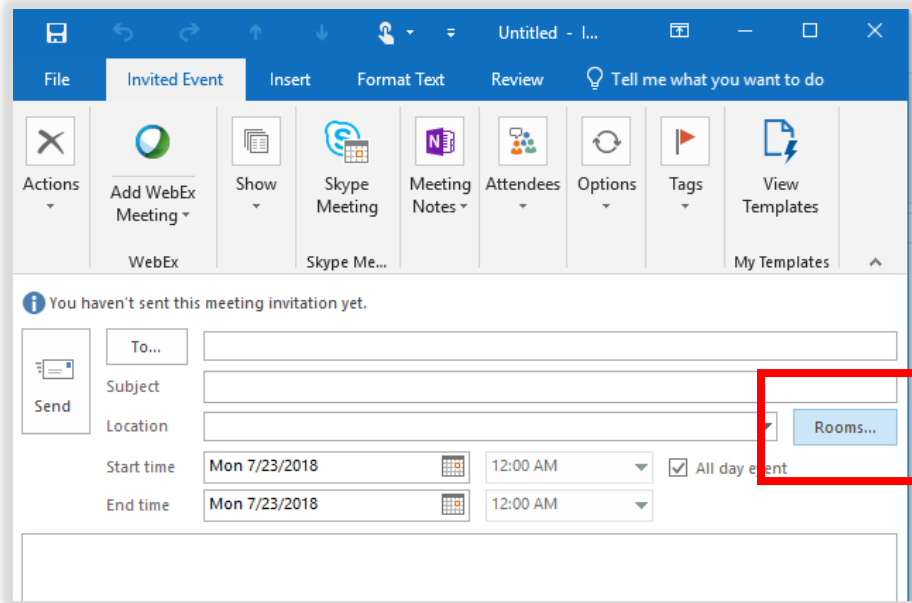 Untitled - I...
File Invited Event Insert Format Text Review Tell me what you want to do
Actions Add WebEx Meeting Show Skype Meeting Meeting Notes Attendees Options Tags View Templates
WebEx Skype Me... My Templates
You haven't sent this meeting invitation yet.
To...
Subject
Send
Location Rooms...
Start time Mon 7/23/2018 12:00 AM All day event
End time Mon 7/23/2018 12:00 AM